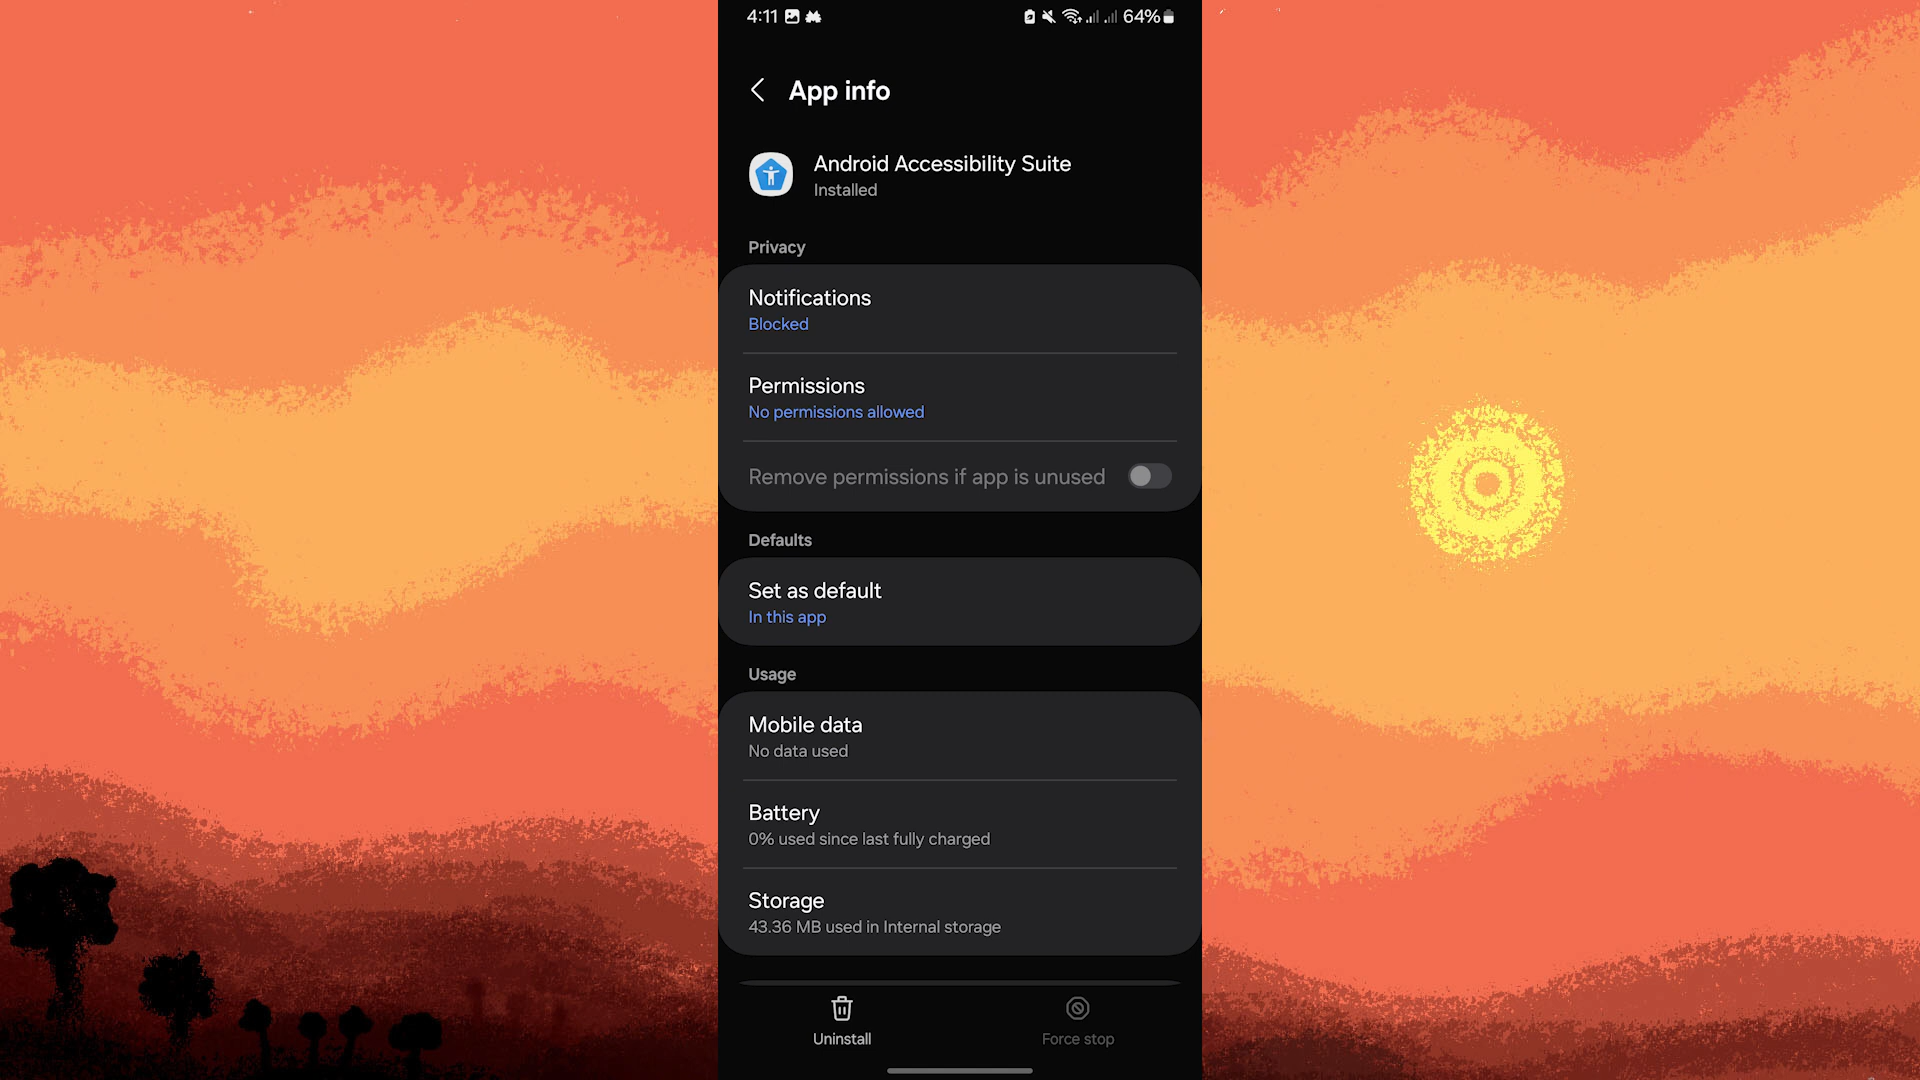 4:11 64%
App info
Android Accessibility Suite
Installed
Privacy
Notifications
Blocked
Permissions
No permissions allowed
Remove permissions if app is unused
Defaults
Set as default
In this app
Usage
Mobile data
No data used
Battery
0% used since last fully charged
Storage
43.36 MB used in Internal storage
Uninstall Force stop